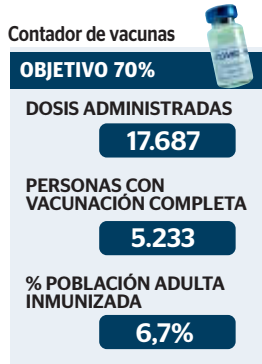 Contador de vacunas
OBJETIVO 70%
DOSIS ADMINISTRADAS
17.687
PERSONAS CON
VACUNACIÓN COMPLETA
5.233
% POBLACIÓN ADULTA
INMUNIZADA
6,7%